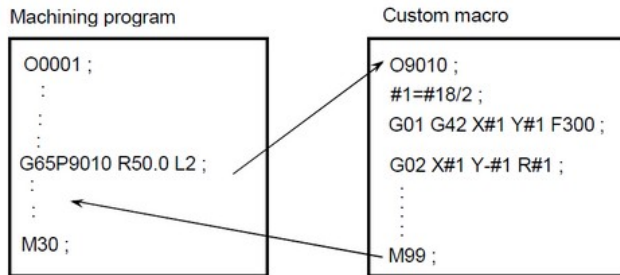 Machining program
O0001 ;
:
:
:
G65P9010 R50.0 L2 ;
:
:
M30 ;
Custom macro
O9010 ;
#1=#18/2 ;
G01 G42 X#1 Y#1 F300 ;
G02 X#1 Y-#1 R#1 ;
:
:
:
:
M99 ;